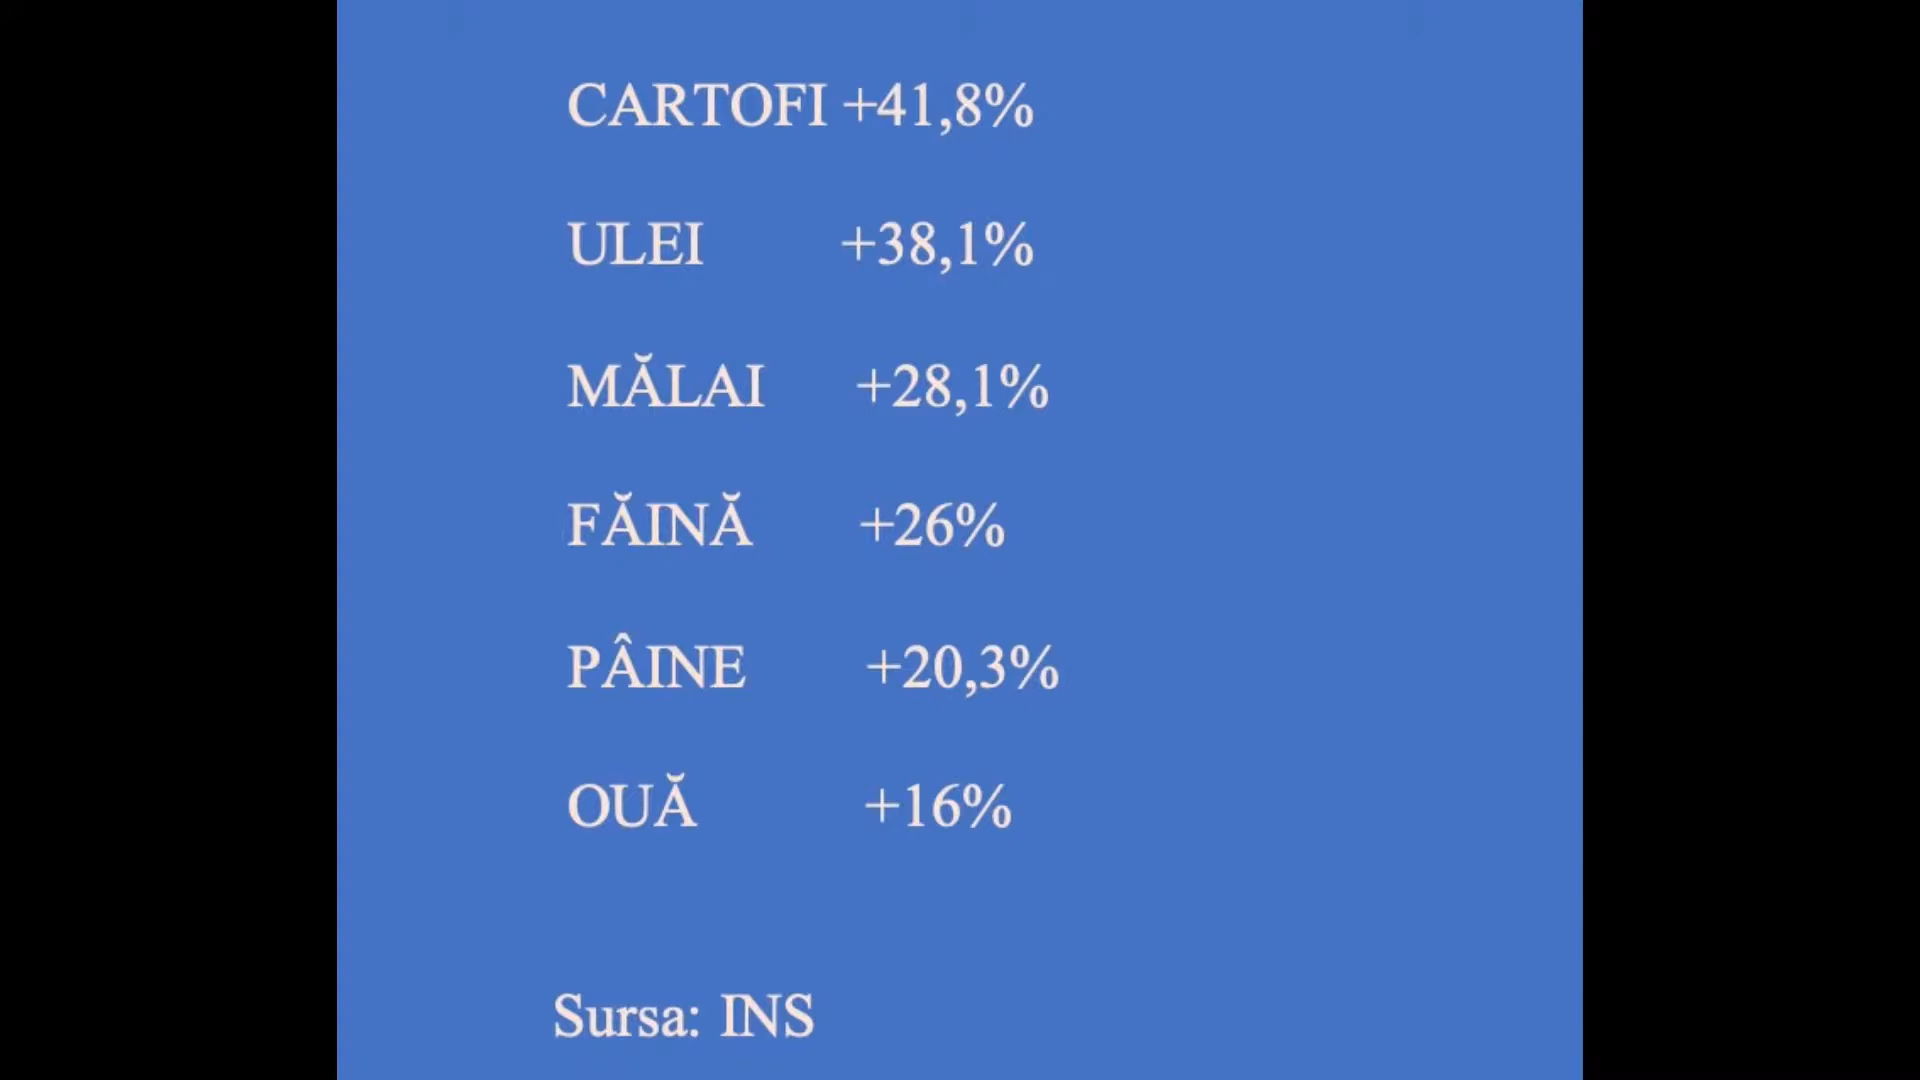 CARTOFI +41,8%
ULEI +38,1%
MĂLAI +28,1%
FĂINĂ +26%
PÂINE +20,3%
OUĂ +16%
Sursa: INS